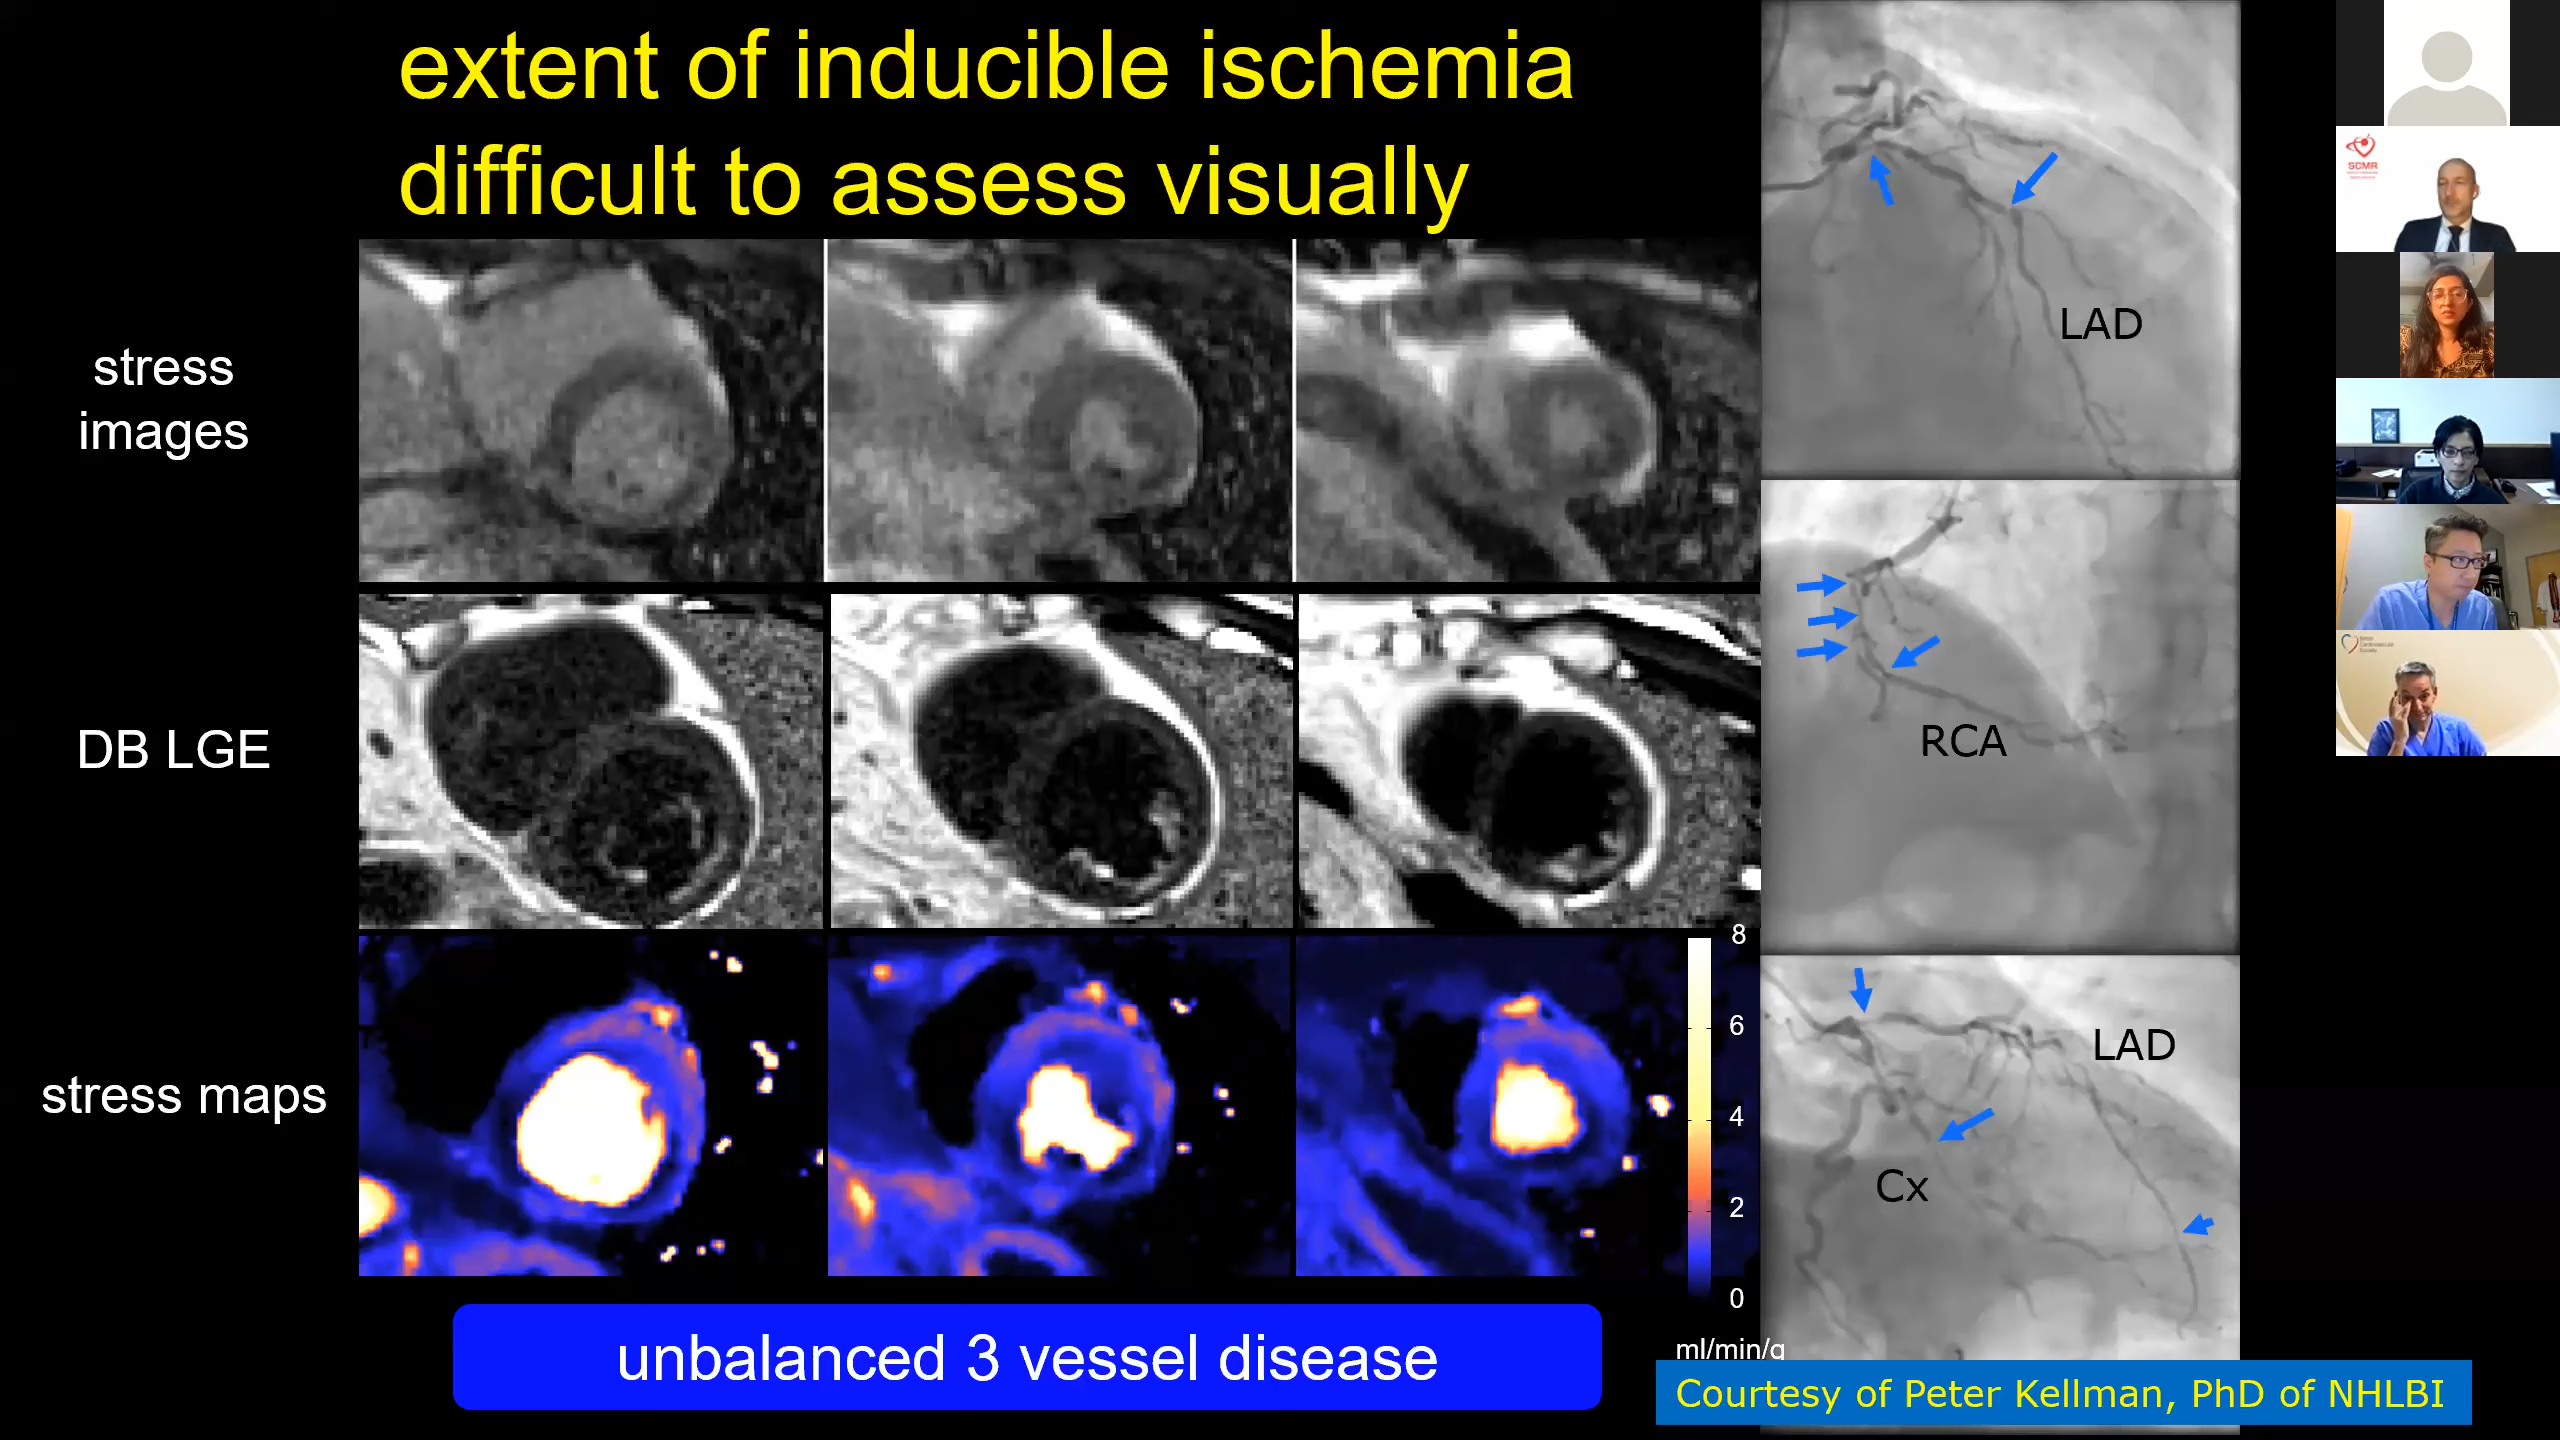 extent of inducible ischemia
difficult to assess visually
stress
images
DB LGE
stress maps
LAD
RCA
LAD
Cx
8
6
4
2
0
ml/min/g
unbalanced 3 vessel disease
Courtesy of Peter Kellman, PhD of NHLBI
SCMR